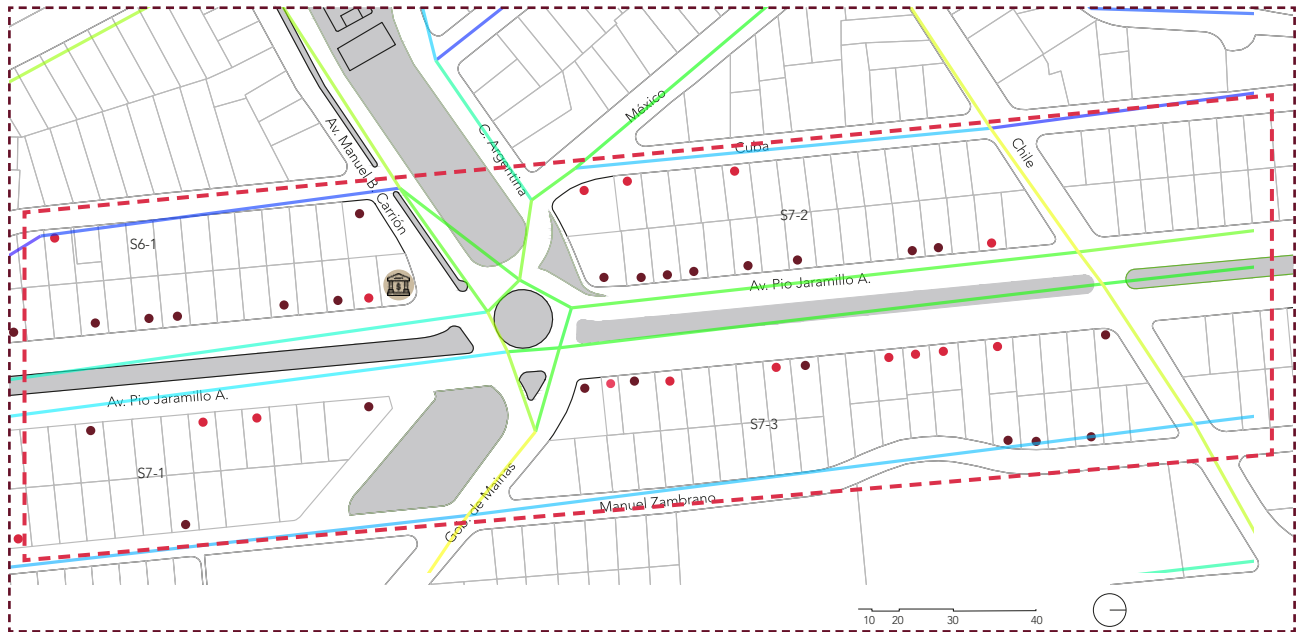 Av. Manuel B. Carrión
C. Argentina
México
Cuba
Chile
S6-1
S7-2
Av. Pio Jaramillo A.
Av. Pio Jaramillo A.
S7-1
S7-3
Gob. de Mainas
Manuel Zambrano
10 20 30 40